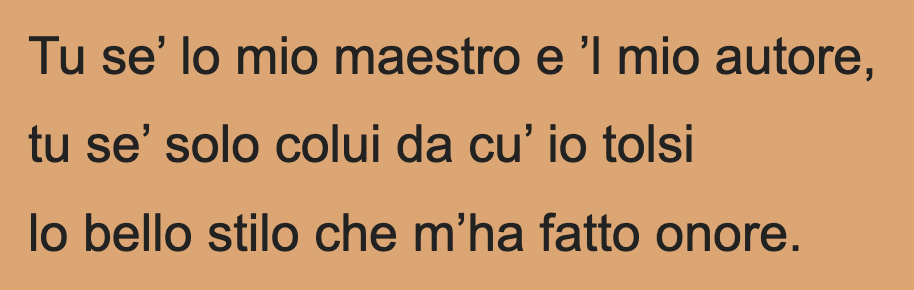 Tu se’ lo mio maestro e ’l mio autore,
tu se’ solo colui da cu’ io tolsi
lo bello stilo che m’ha fatto onore.